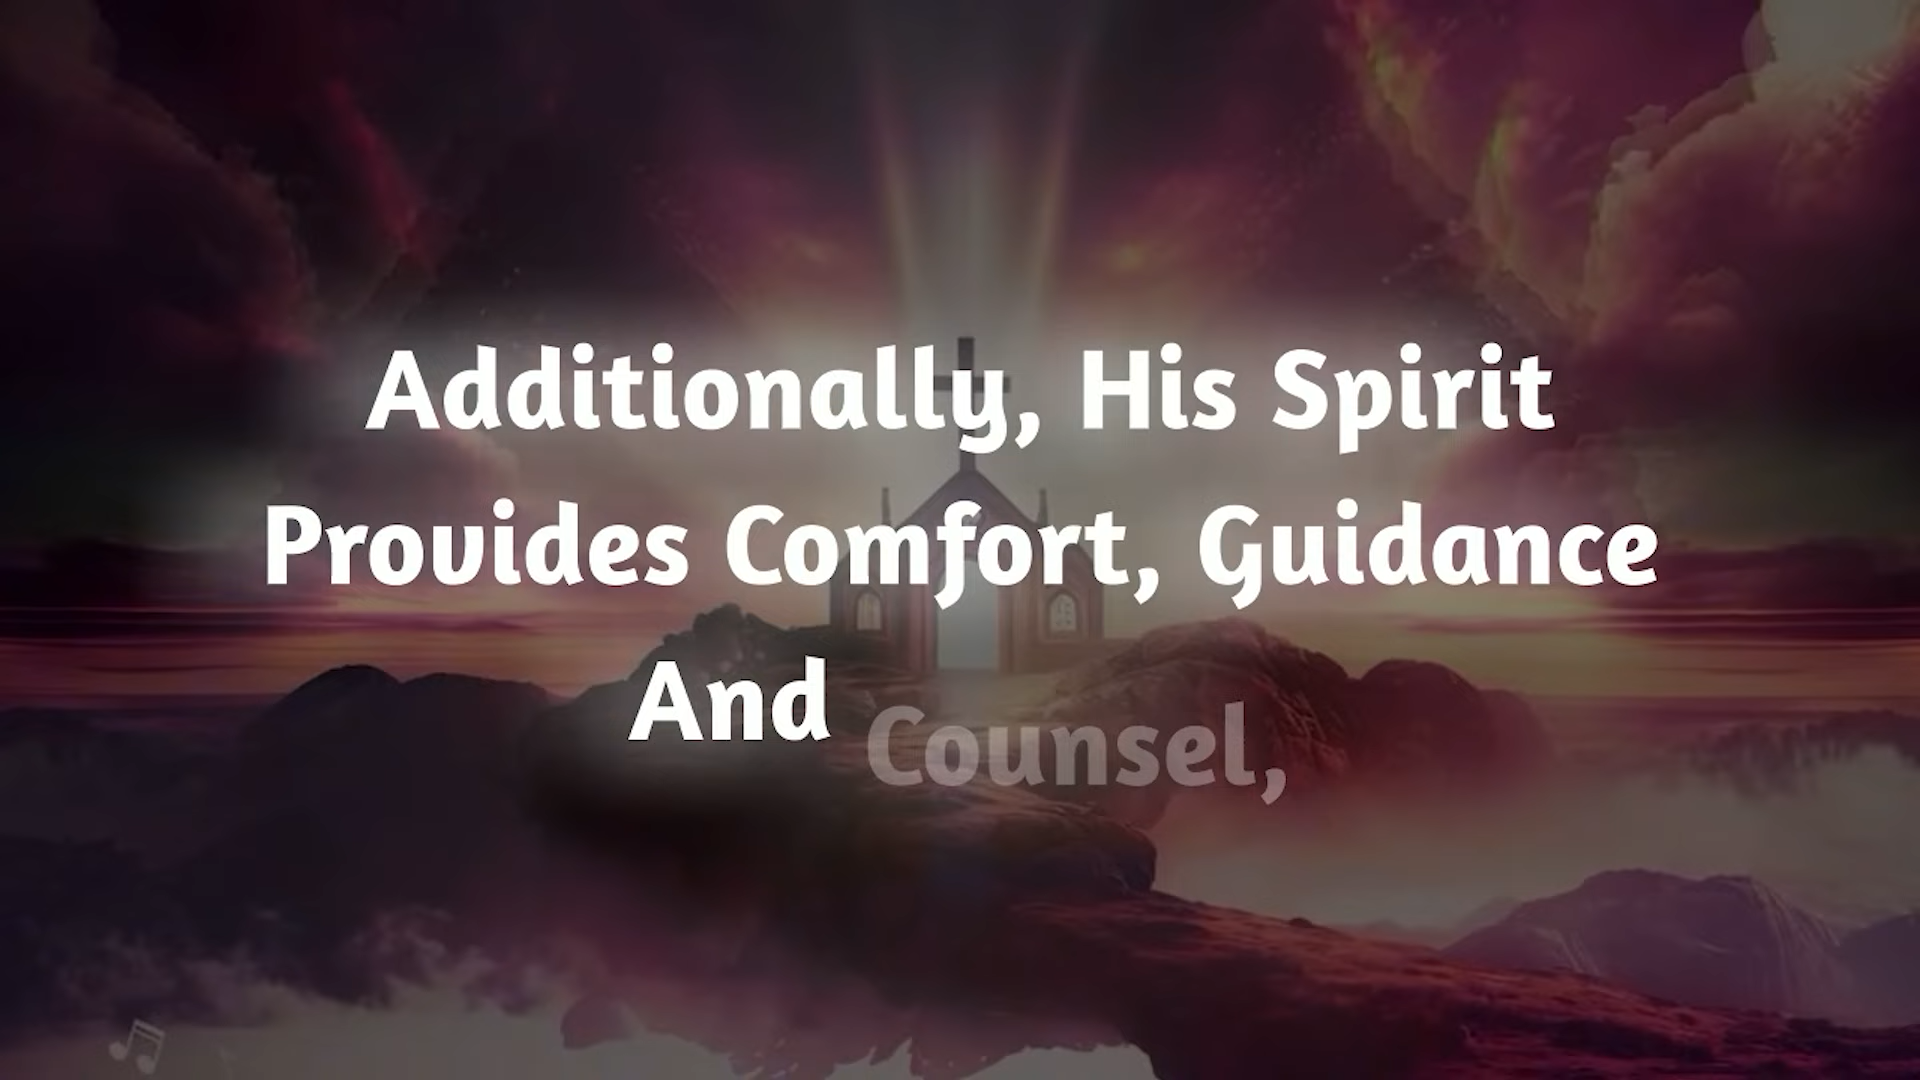 Additionally, His Spirit
Provides Comfort, Guidance
And Counsel,